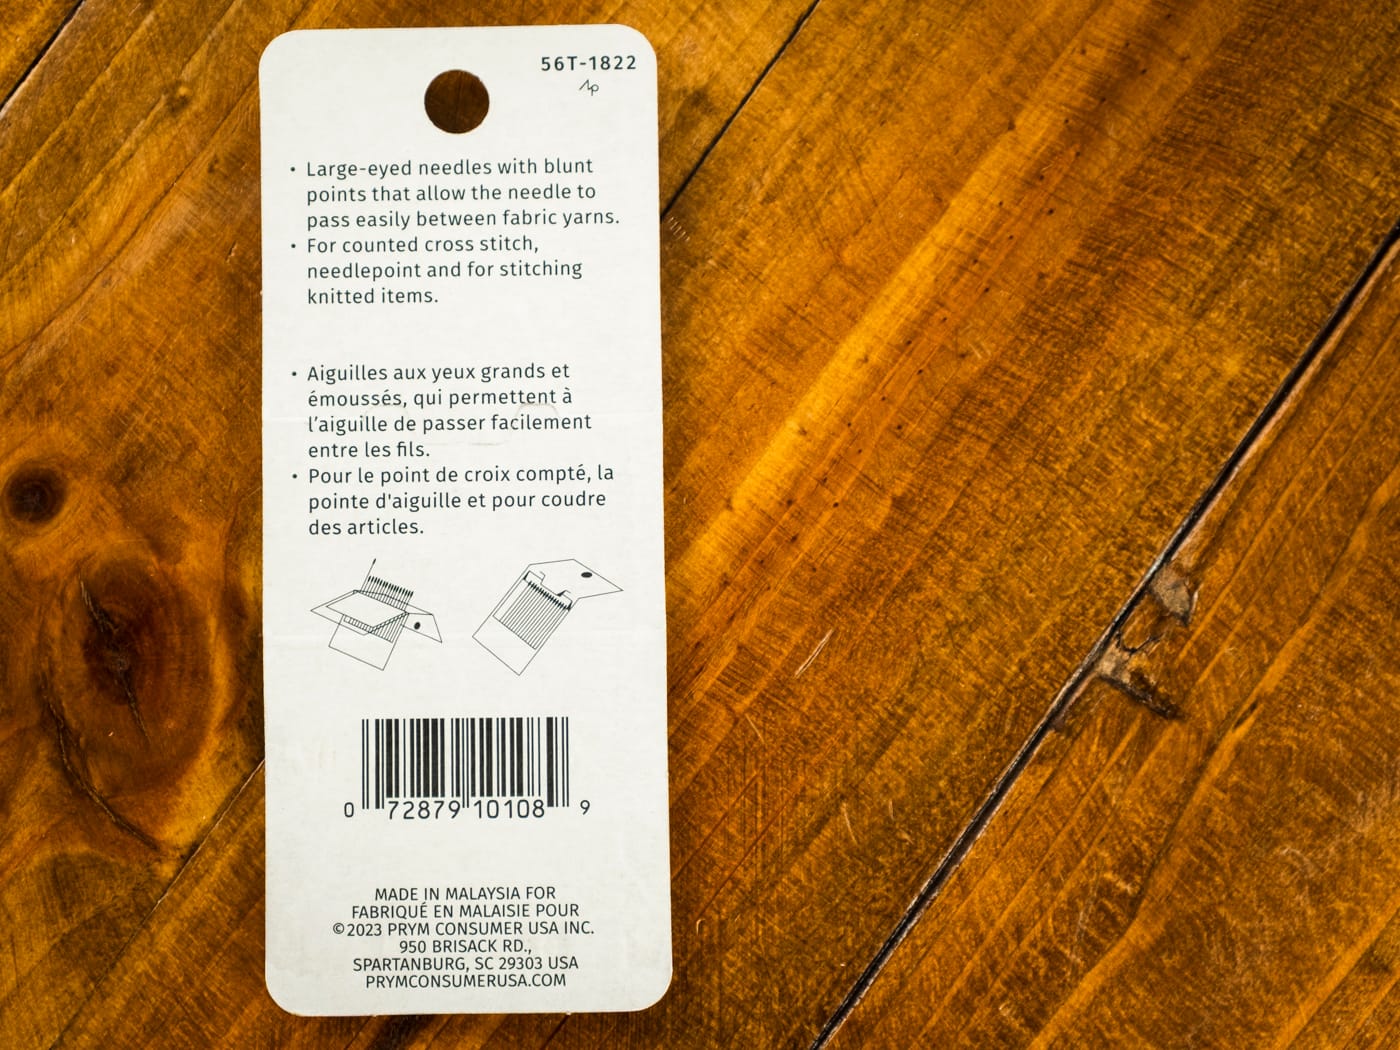 56T-1822
• Large-eyed needles with blunt
points that allow the needle to
pass easily between fabric yarns.
• For counted cross stitch,
needlepoint and for stitching
knitted items.
• Aiguilles aux yeux grands et
émoussés, qui permettent à
l'aiguille de passer facilement
entre les fils.
• Pour le point de croix compté, la
pointe d'aiguille et pour coudre
des articles.
0 72879 10108 9
MADE IN MALAYSIA FOR
FABRIQUÉ EN MALAISIE POUR
©2023 PRYM CONSUMER USA INC.
950 BRISACK RD.,
SPARTANBURG, SC 29303 USA
PRYMCONSUMERUSA.COM